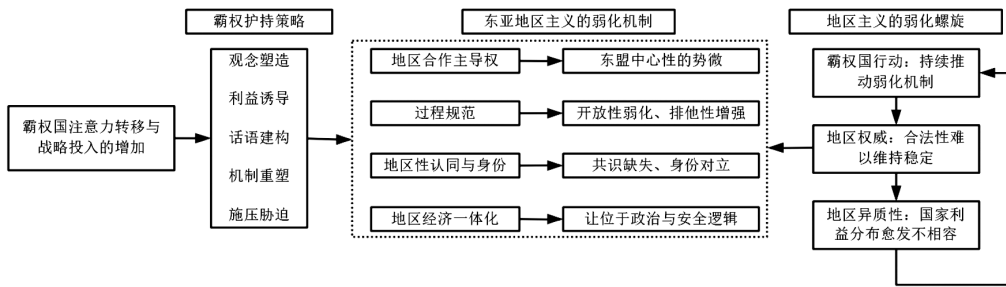 霸权护持策略
东亚地区主义的弱化机制
地区主义的弱化螺旋
霸权国注意力转移与
战略投入的增加
观念塑造
利益诱导
话语建构
机制重塑
施压胁迫
地区合作主导权
东盟中心性的势微
过程规范
开放性弱化、排他性增强
地区性认同与身份
共识缺失、身份对立
地区经济一体化
让位于政治与安全逻辑
霸权国行动：持续推
动弱化机制
地区权威：合法性难
以维持稳定
地区异质性：国家利
益分布愈发不相容